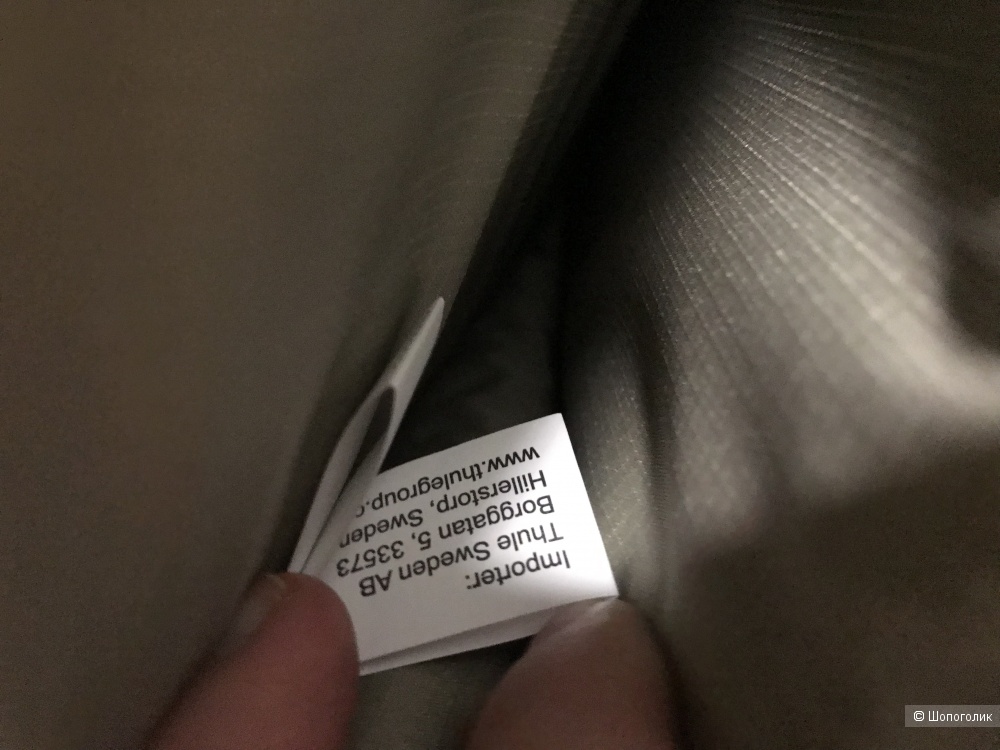 Importer:
Thule Sweden AB
Borggatan 5, 33573
Hillerstorp, Sweden
www.thulegroup.c
© Шопоголик